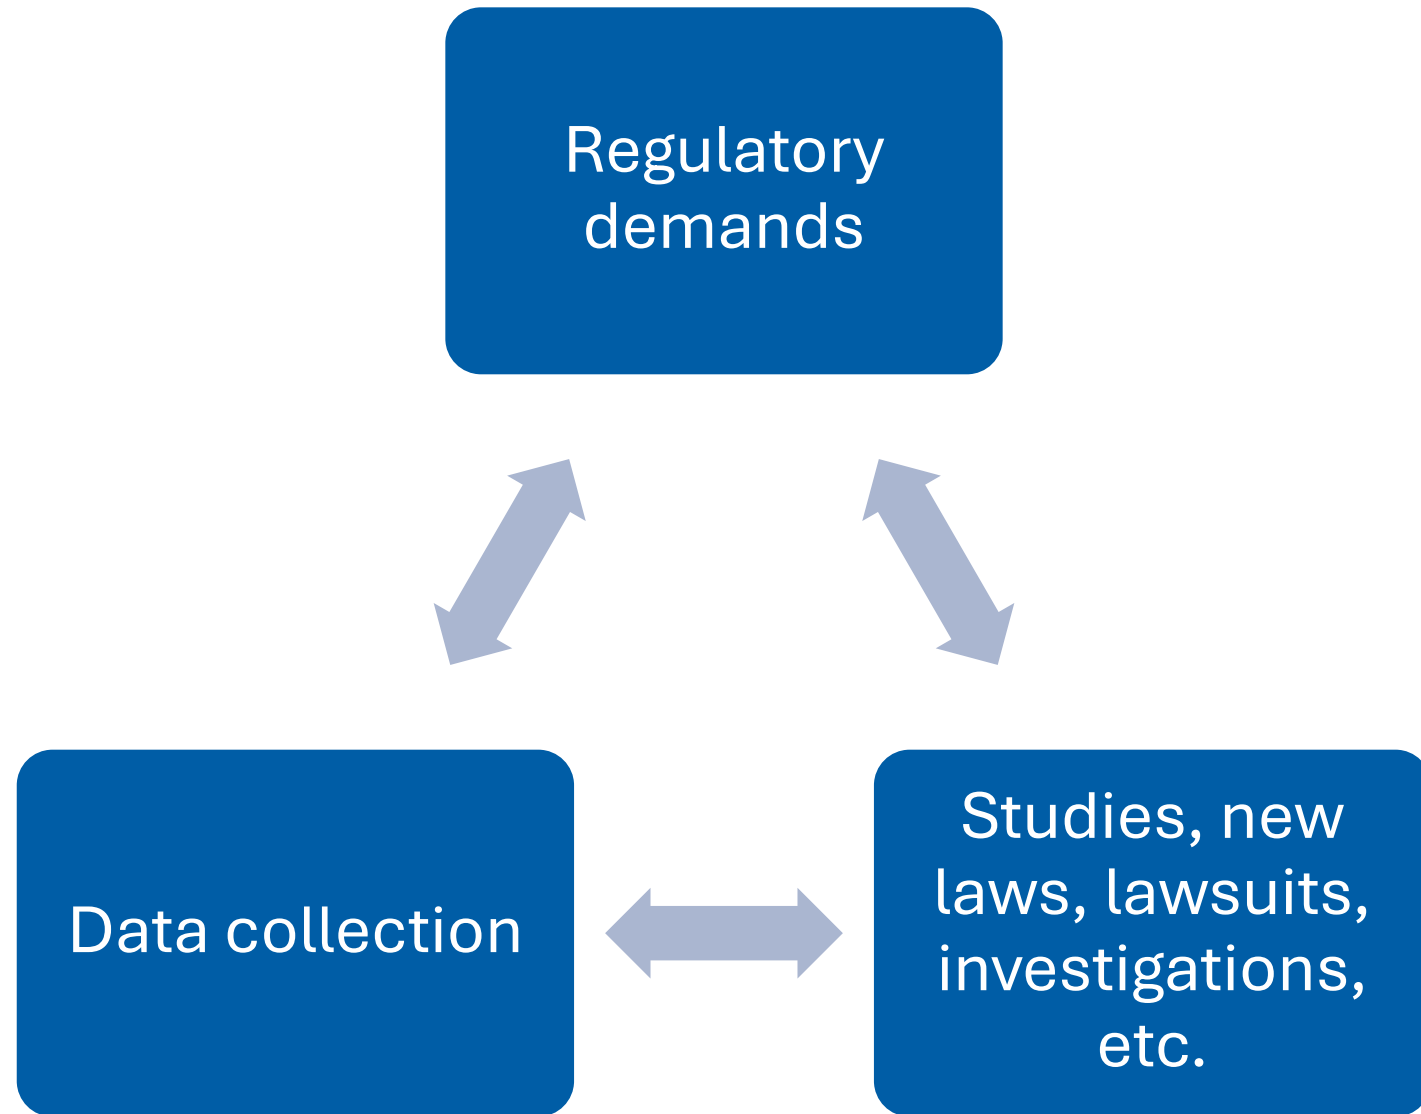 Regulatory
demands
Data collection
Studies, new
laws, lawsuits,
investigations,
etc.